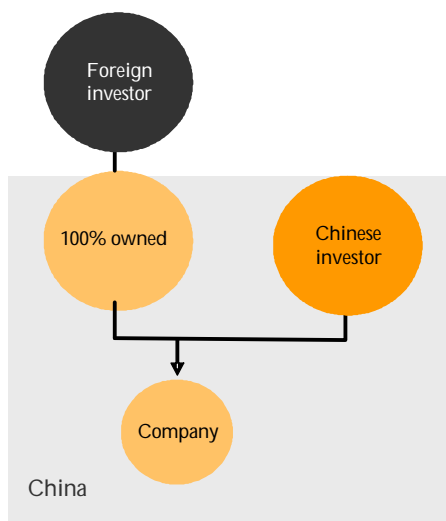 Foreign
investor
100% owned
Chinese
investor
Company
China